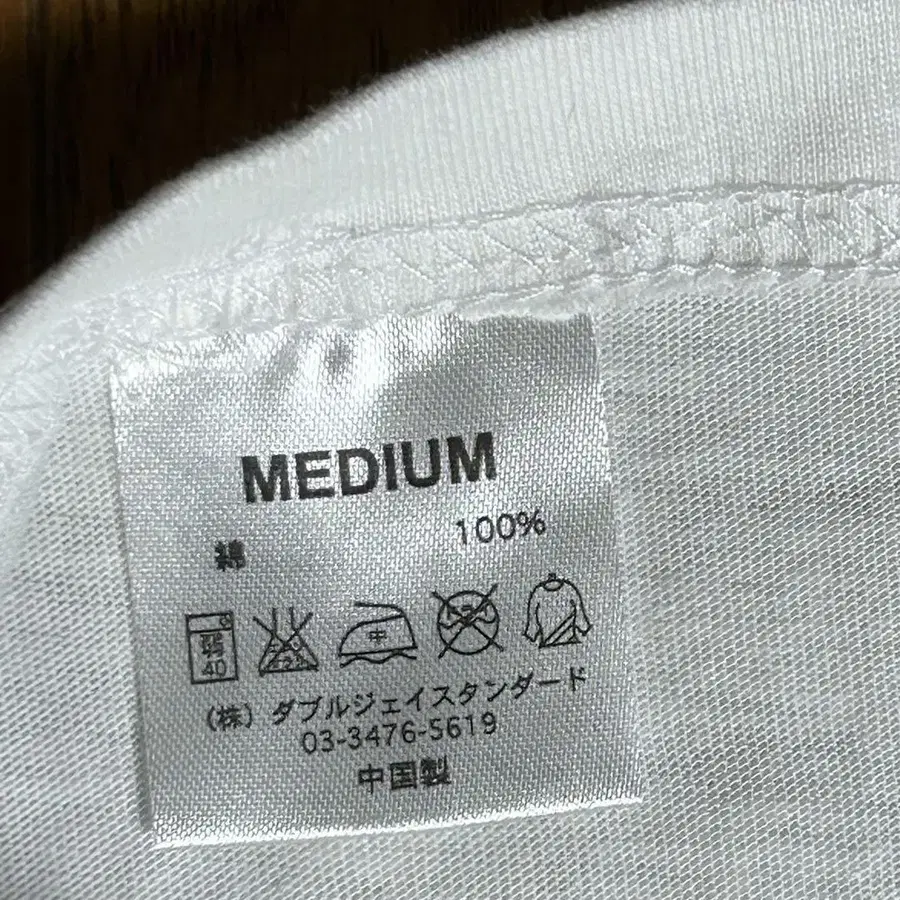 MEDIUM
綿 100%
40
中
(株) ダブルジェイスタンダード
03-3476-5619
中国製